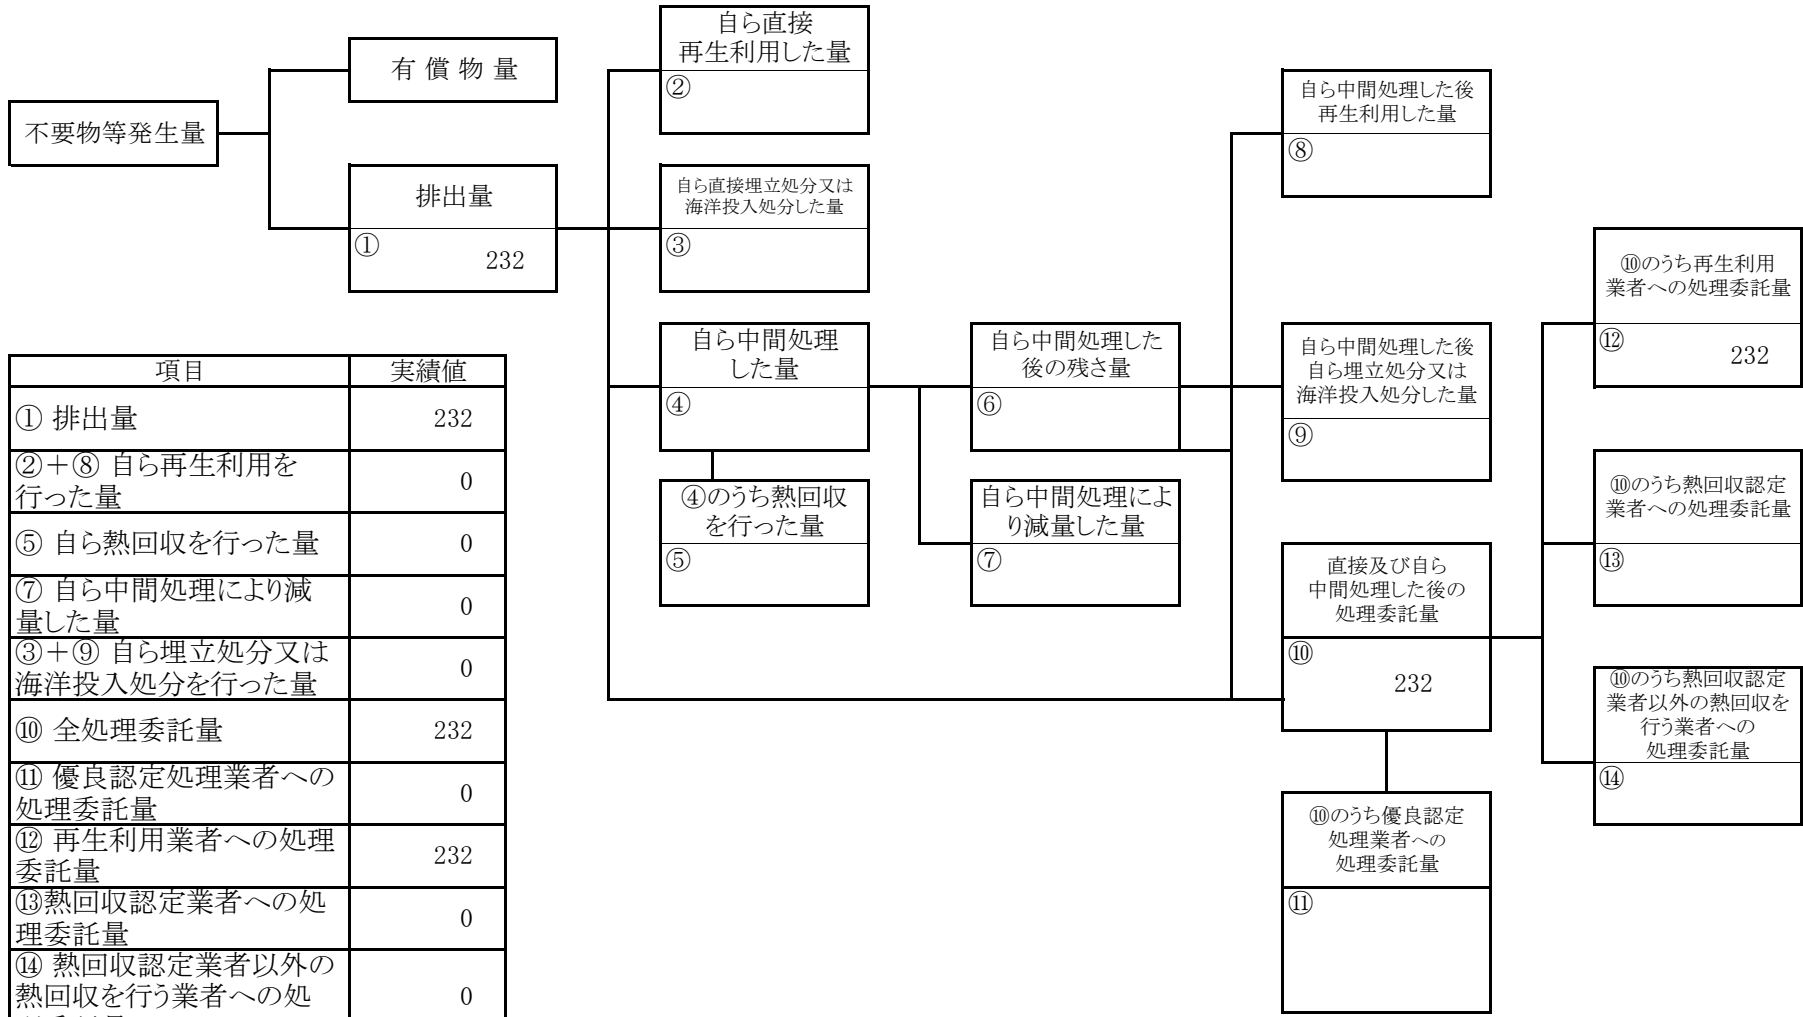 不要物等発生量
有 償 物 量
排出量
①
232
自ら直接
再生利用した量
②
自ら直接埋立処分又は
海洋投入処分した量
③
自ら中間処理
した量
④
④のうち熱回収
を行った量
⑤
自ら中間処理した
後の残さ量
⑥
自ら中間処理によ
り減量した量
⑦
自ら中間処理した後
再生利用した量
⑧
自ら中間処理した後
自ら埋立処分又は
海洋投入処分した量
⑨
直接及び自ら
中間処理した後の
処理委託量
⑩
232
⑩のうち優良認定
処理業者への
処理委託量
⑪
⑩のうち再生利用
業者への処理委託量
⑫
232
⑩のうち熱回収認定
業者への処理委託量
⑬
⑩のうち熱回収認定
業者以外の熱回収を
行う業者への
処理委託量
⑭
項目 実績値
① 排出量 232
②+⑧ 自ら再生利用を
行った量 0
⑤ 自ら熱回収を行った量 0
⑦ 自ら中間処理により減
量した量 0
③+⑨ 自ら埋立処分又は
海洋投入処分を行った量 0
⑩ 全処理委託量 232
⑪ 優良認定処理業者への
処理委託量 0
⑫ 再生利用業者への処理
委託量 232
⑬熱回収認定業者への処
理委託量 0
⑭ 熱回収認定業者以外の
熱回収を行う業者への処 0